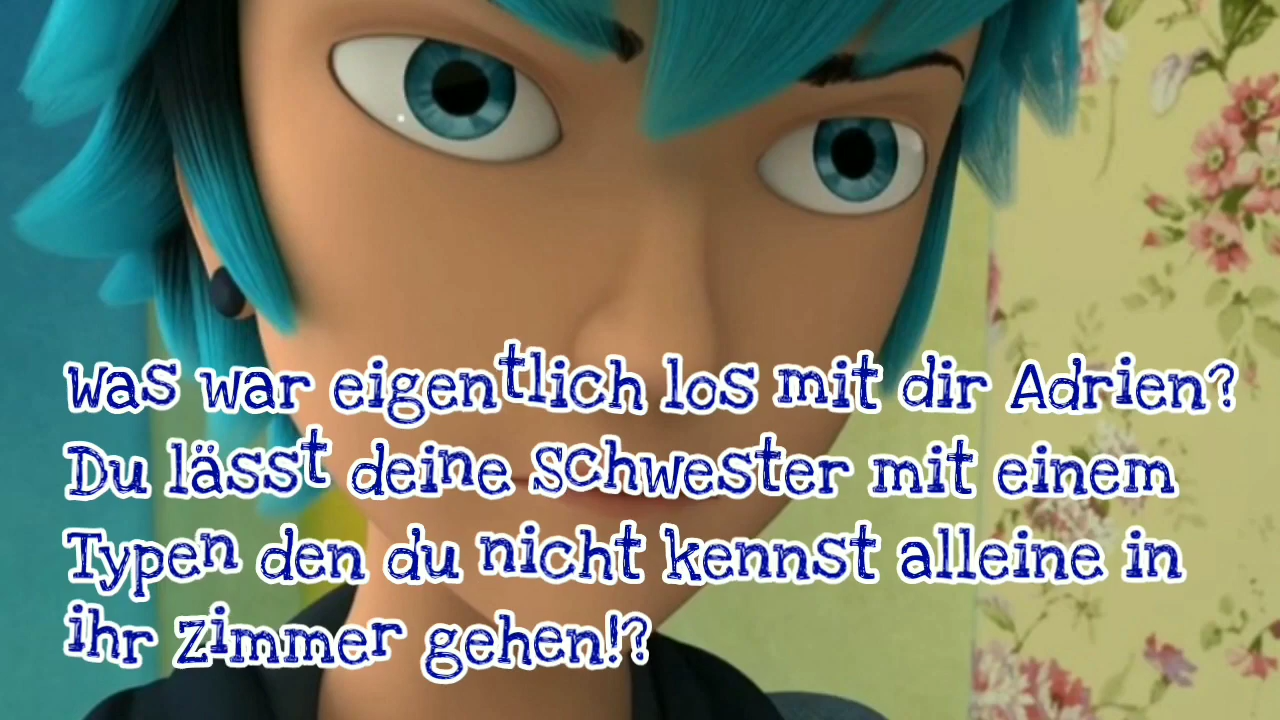 Was war eigentlich los mit dir Adrien?
Du lässt deine schwester mit einem
Typen den du nicht kennst alleine in
ihr Zimmer gehen!?